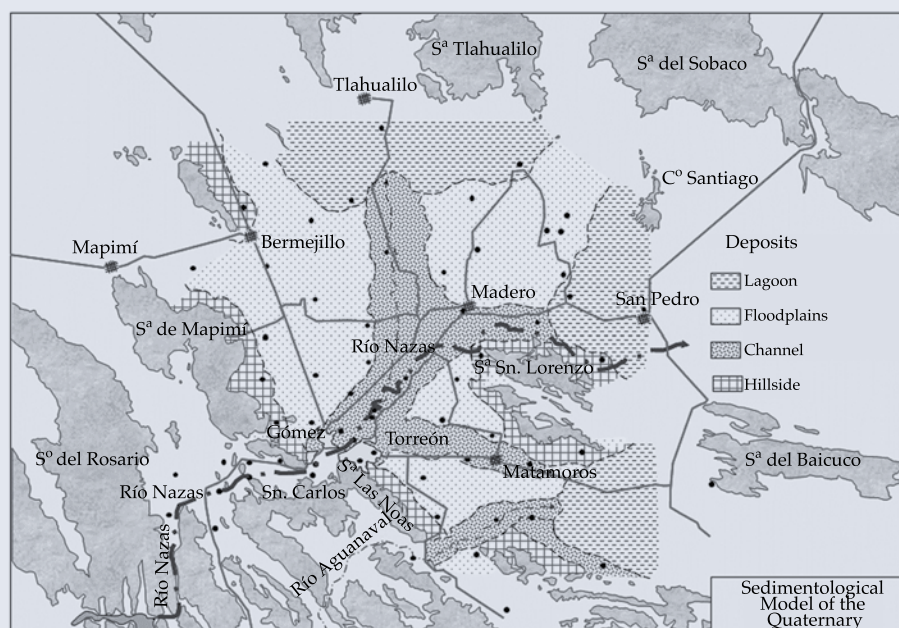 Sª Tlahualilo
Sª del Sobaco
Tlahualilo
Cº Santiago
Mapimí
Bermejillo
Deposits
Lagoon
Madero
San Pedro
Floodplains
Sª de Mapimí
Río Nazas
Channel
Sª Sn. Lorenzo
Hillside
Gómez
Torreón
Sº del Rosario
Matamoros
Sª del Baicuco
Río Nazas
Sn. Carlos
Sª Las Noas
Río Nazas
Río Aguanaval
Sedimentological
Model of the
Quaternary